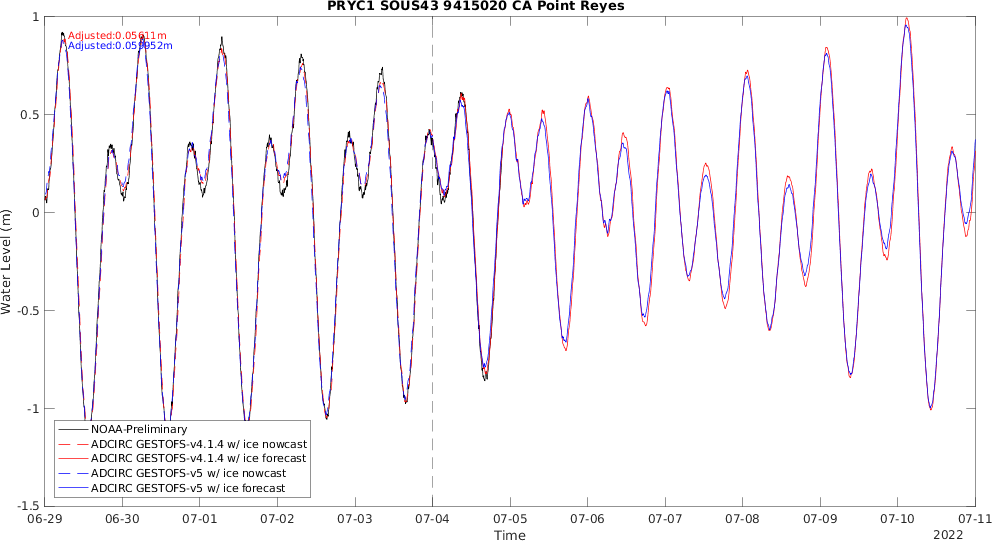 PRYC1 SOUS43 9415020 CA Point Reyes
Adjusted:0.05611m
Adjusted:0.059952m
1
0.5
0
-0.5
-1
-1.5
Water Level (m)
NOAA-Preliminary
ADCIRC GESTOFS-v4.1.4 w/ ice nowcast
ADCIRC GESTOFS-v4.1.4 w/ ice forecast
ADCIRC GESTOFS-v5 w/ ice nowcast
ADCIRC GESTOFS-v5 w/ ice forecast
06-29 06-30 07-01 07-02 07-03 07-04 07-05 07-06 07-07 07-08 07-09 07-10 07-11
Time
2022